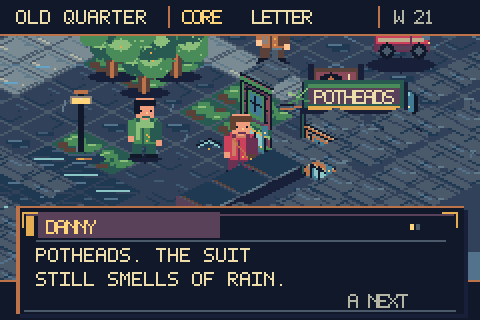 OLD QUARTER CORE LETTER W 21
POTHEADS
DANNY
POTHEADS. THE SUIT
STILL SMELLS OF RAIN.
A NEXT